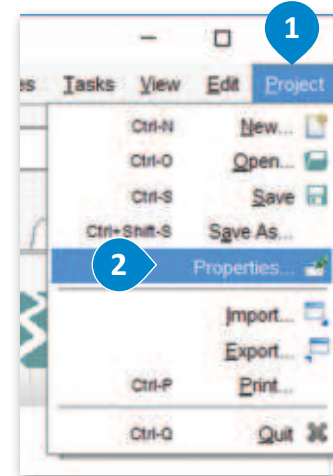 1
es Tasks View Edit Project
Ctrl-N New...
Ctrl-O Open...
Ctrl-S Save
Ctrl+Shift-S Save As...
2 Properties...
Import...
Export...
Ctrl-P Print...
Ctrl-Q Quit